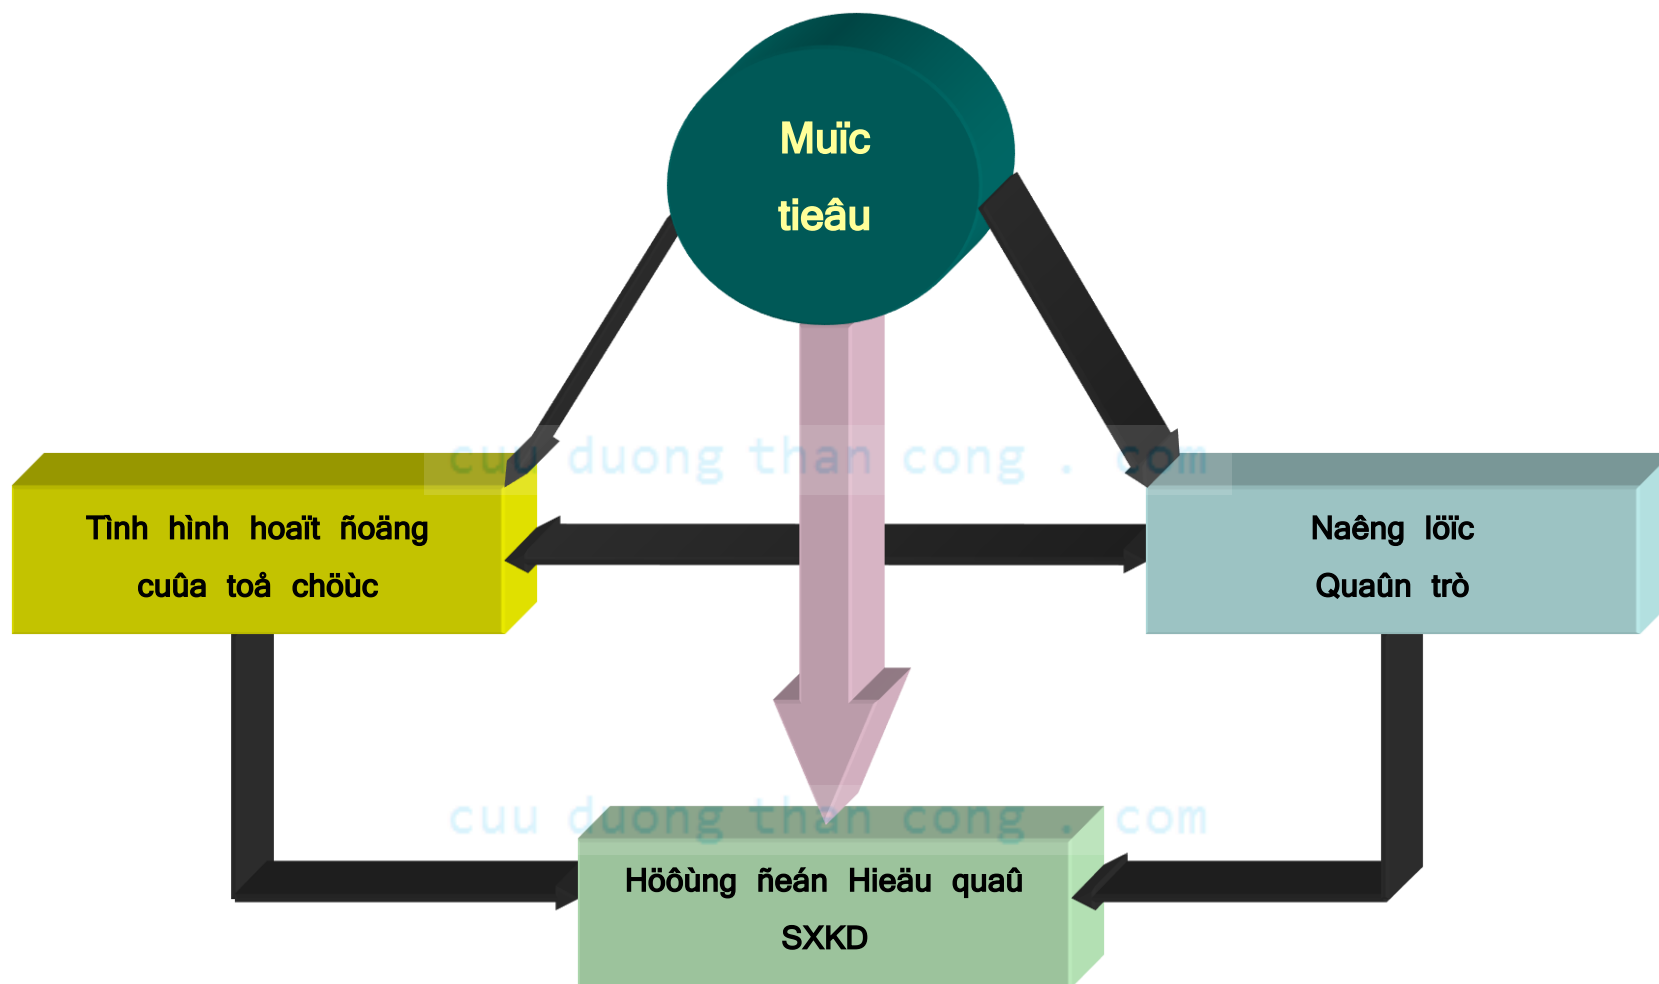 Muïc
tieâu
cuu duong than cong . com
Tình hình hoaït ñoäng
cuûa toå chöùc
Naêng löïc
Quaûn trò
cuu duong than cong . com
Höôùng ñeán Hieäu quaû
SXKD